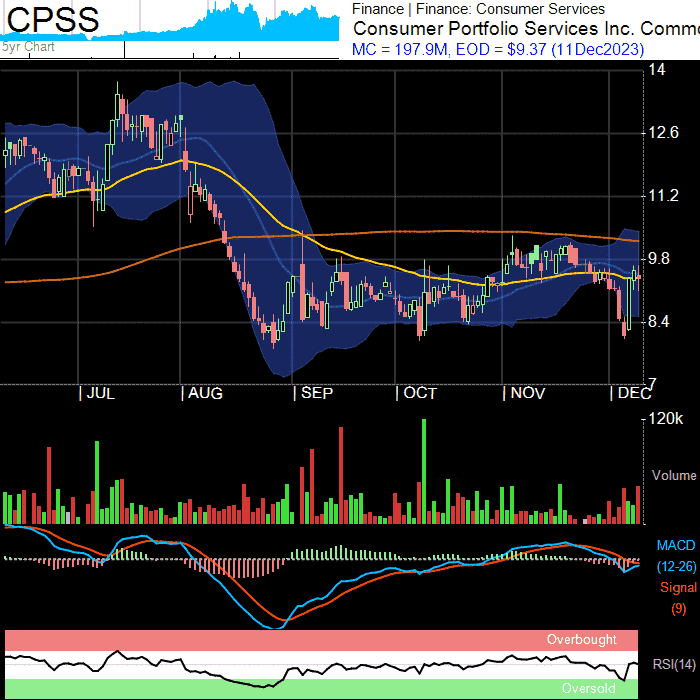 CPSS
5yr Chart
Finance | Finance: Consumer Services
Consumer Portfolio Services Inc. Commo
MC = 197.9M, EOD = $9.37 (11Dec2023)
14
12.6
11.2
9.8
8.4
7
JUL AUG SEP OCT NOV DEC
120k
Volume
MACD
(12-26)
Signal
(9)
Overbought
RSI(14)
Oversold